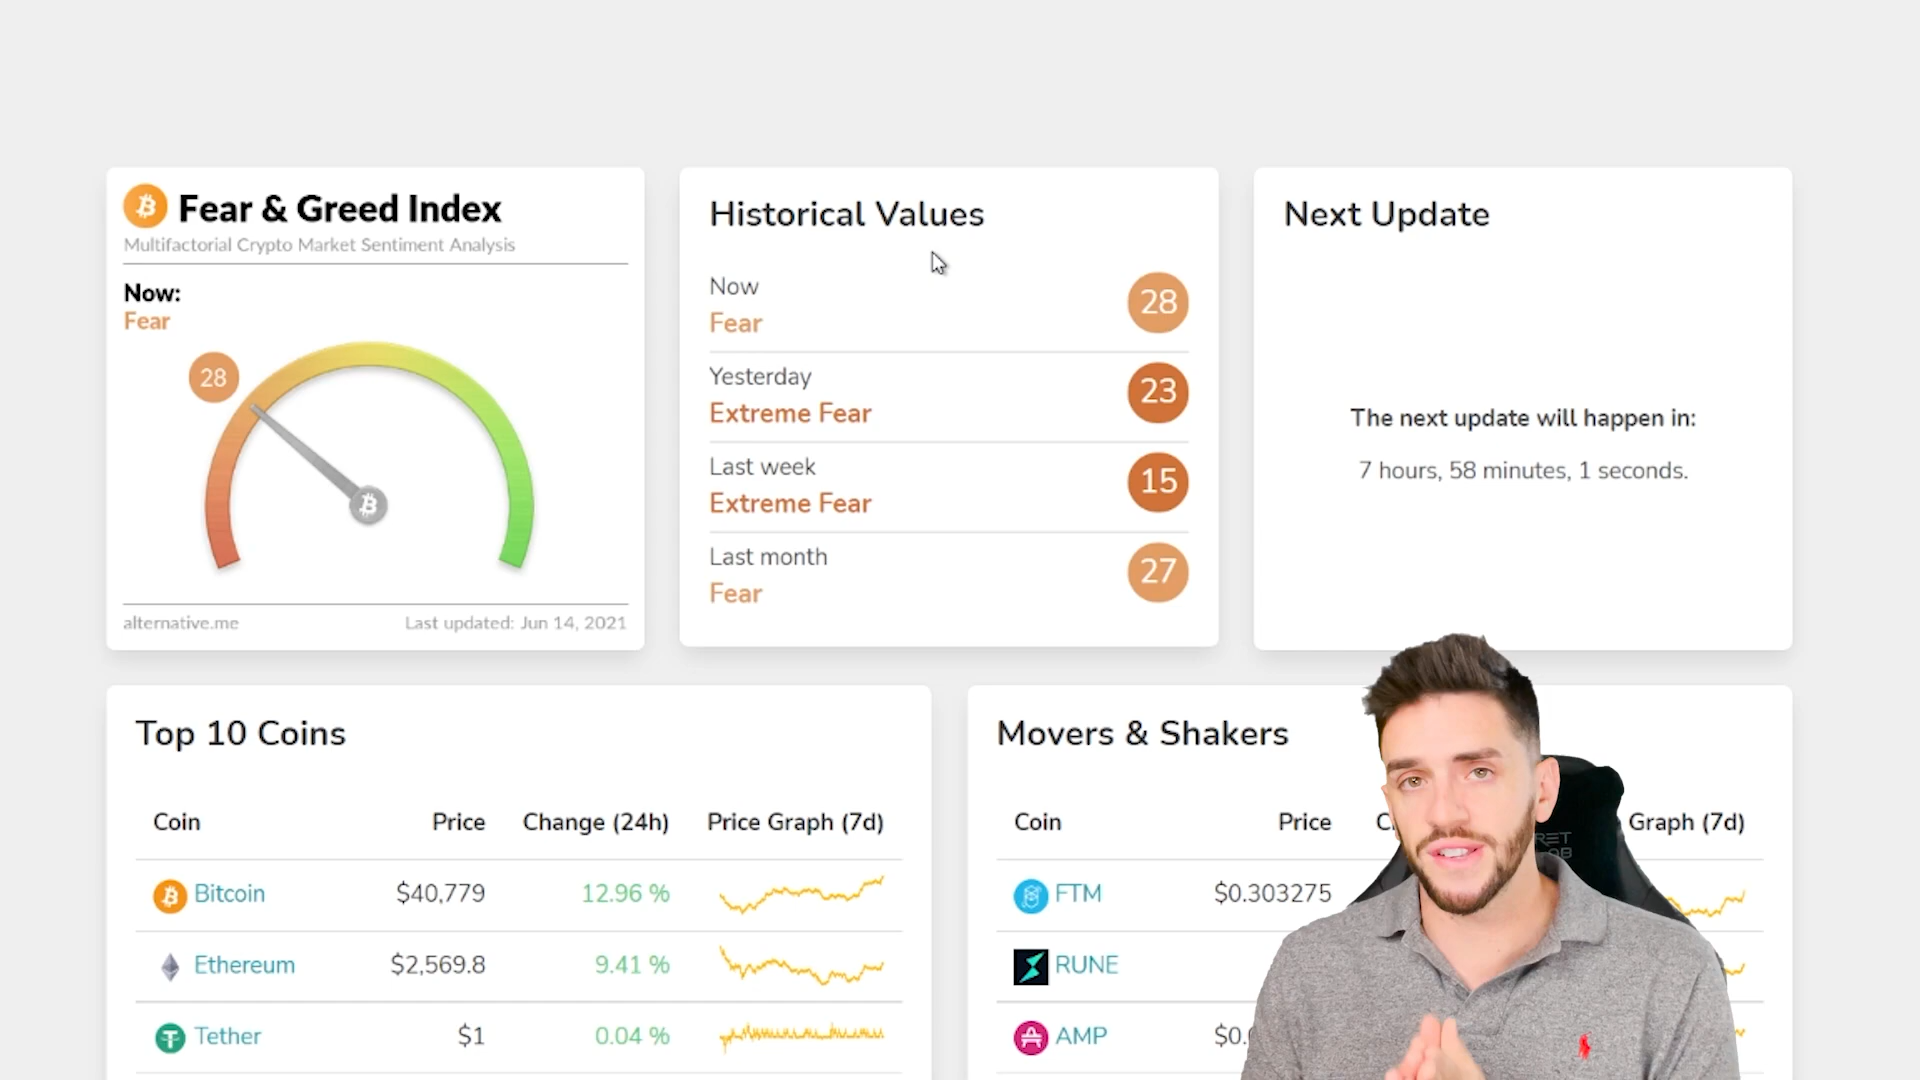 Fear & Greed Index
Multifactorial Crypto Market Sentiment Analysis
Now:
Fear
28
alternative.me
Last updated: Jun 14, 2021
Historical Values
Now
Fear
28
Yesterday
Extreme Fear
23
Last week
Extreme Fear
15
Last month
Fear
27
Next Update
The next update will happen in:
7 hours, 58 minutes, 1 seconds.
Top 10 Coins
Coin Price Change (24h) Price Graph (7d)
Bitcoin $40,779 12.96 %
Ethereum $2,569.8 9.41 %
Tether $1 0.04 %
Movers & Shakers
Coin Price Graph (7d)
FTM $0.303275
RUNE
AMP